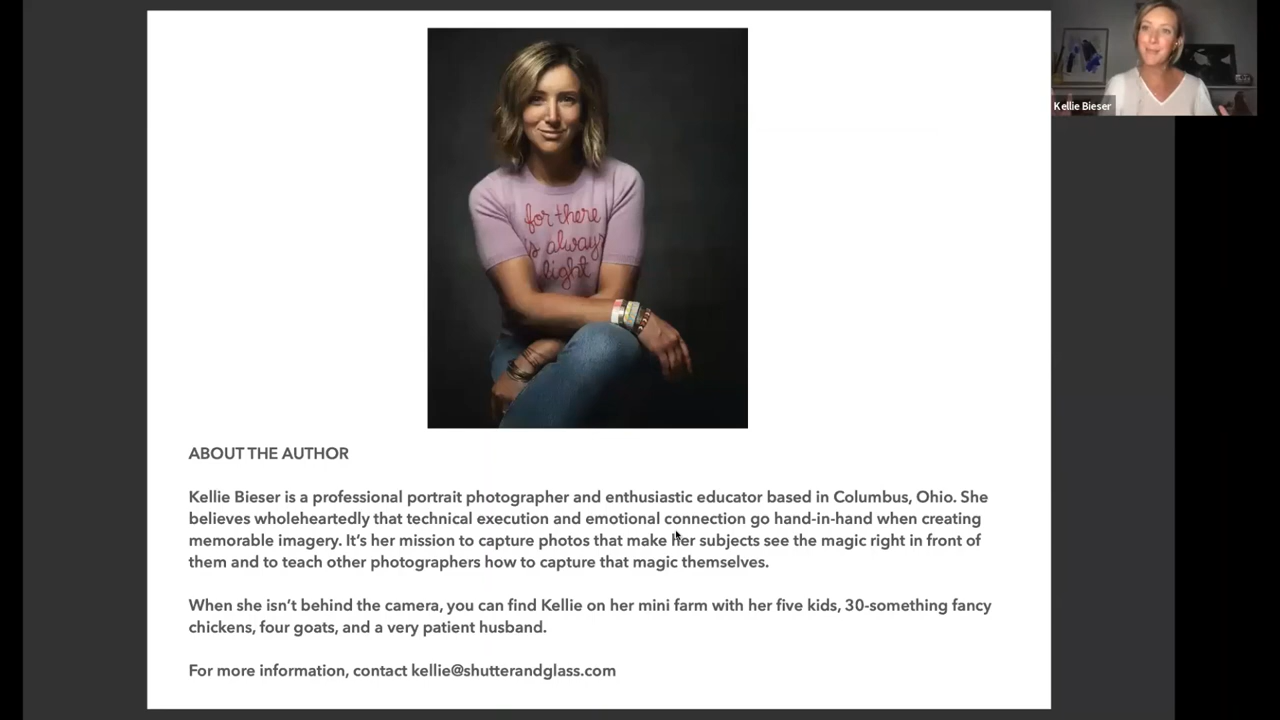 Kellie Bieser
for there
is always
light
ABOUT THE AUTHOR
Kellie Bieser is a professional portrait photographer and enthusiastic educator based in Columbus, Ohio. She
believes wholeheartedly that technical execution and emotional connection go hand-in-hand when creating
memorable imagery. It’s her mission to capture photos that make her subjects see the magic right in front of
them and to teach other photographers how to capture that magic themselves.
When she isn’t behind the camera, you can find Kellie on her mini farm with her five kids, 30-something fancy
chickens, four goats, and a very patient husband.
For more information, contact kellie@shutterandglass.com